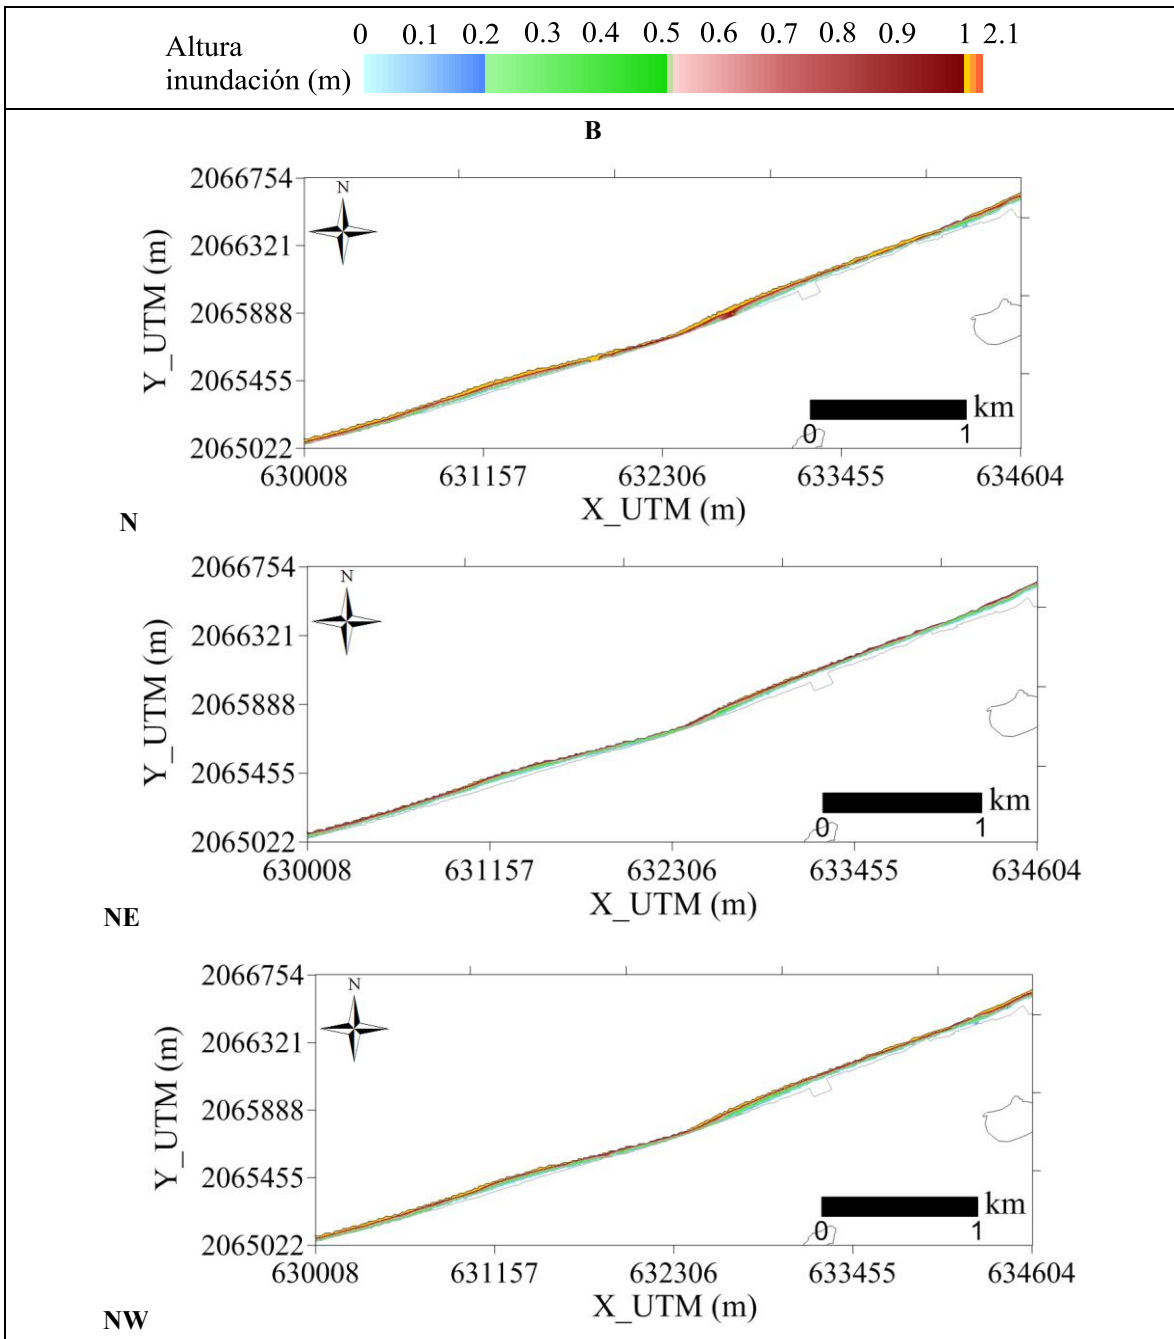 Altura inundación (m)
0 0.1 0.2 0.3 0.4 0.5 0.6 0.7 0.8 0.9 1 2.1
B
N
2066754
2066321
2065888
2065455
2065022
Y_UTM (m)
km
0 1
630008 631157 632306 633455 634604
X_UTM (m)
N
2066754
N
2066321
2065888
2065455
2065022
Y_UTM (m)
km
0 1
630008 631157 632306 633455 634604
X_UTM (m)
NE
2066754
N
2066321
2065888
2065455
2065022
Y_UTM (m)
km
0 1
630008 631157 632306 633455 634604
X_UTM (m)
NW